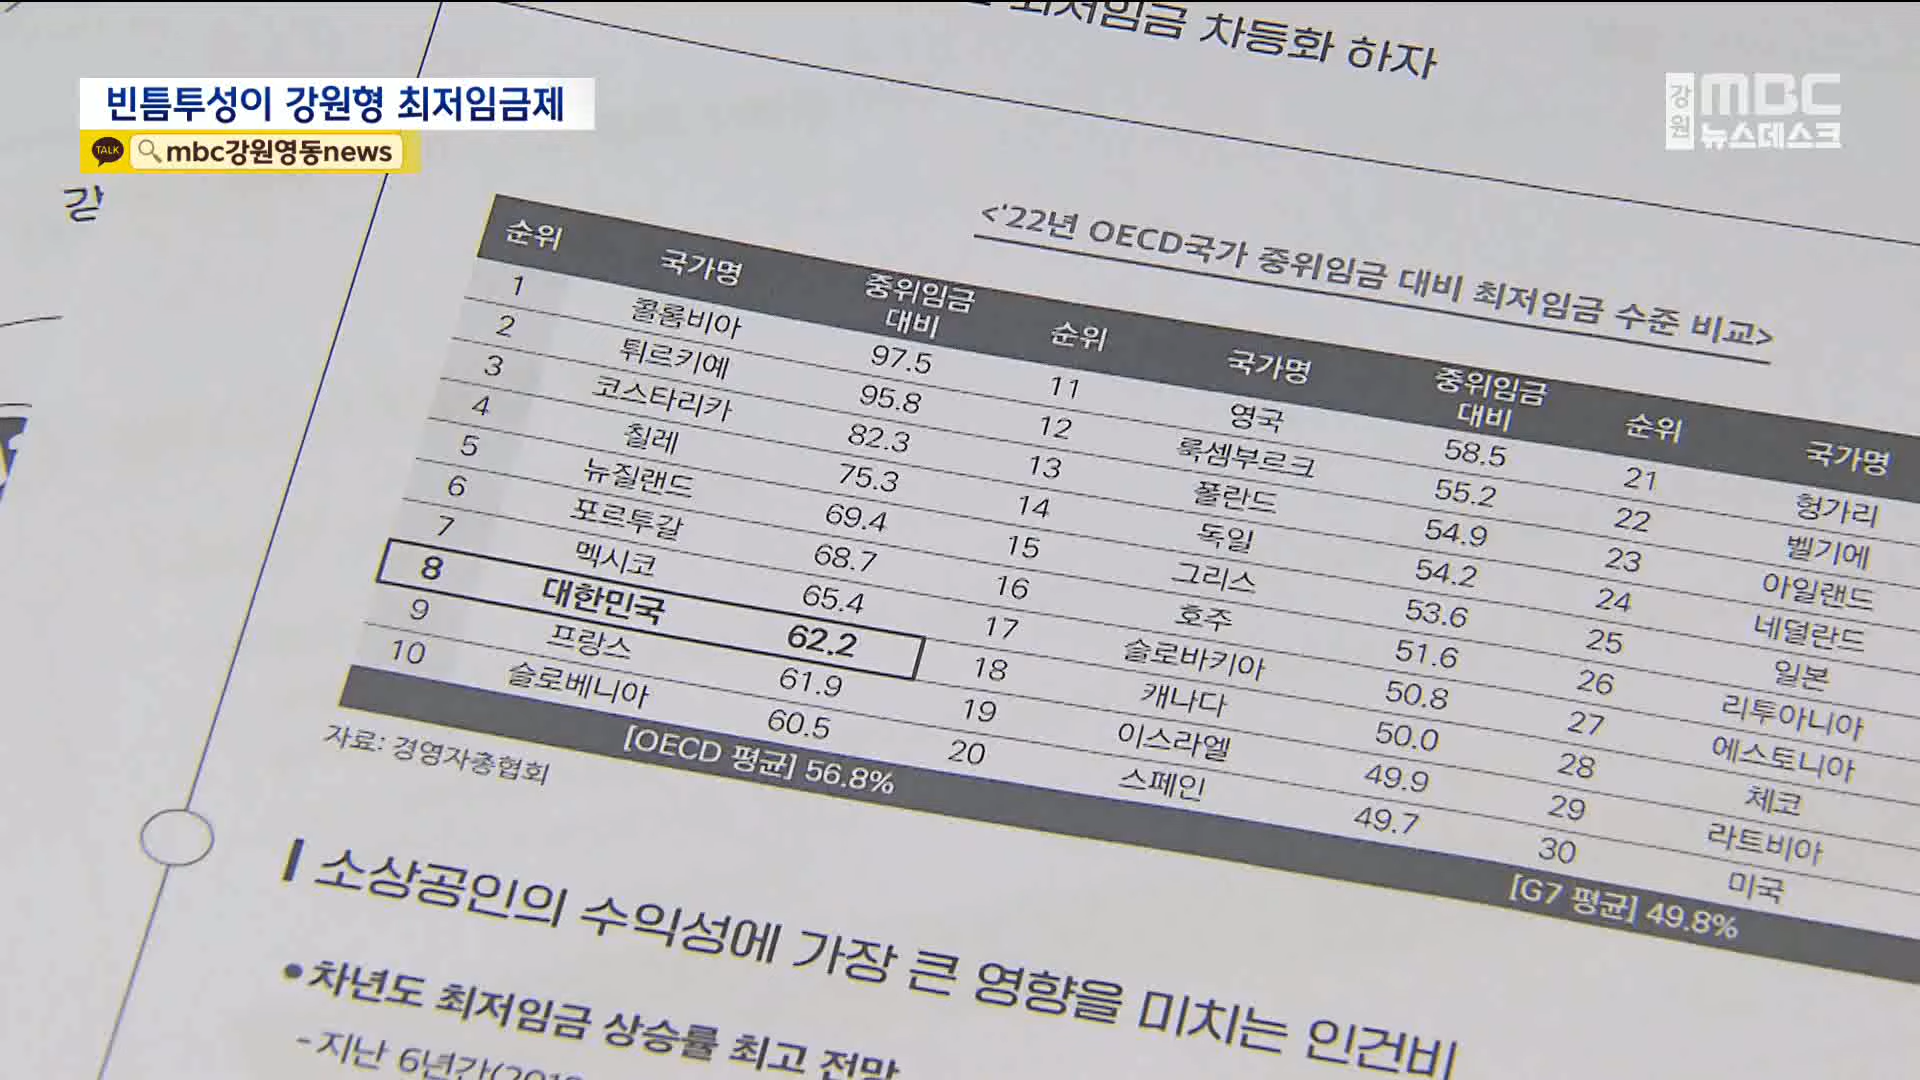 최저임금 차등화 하자
빈틈투성이 강원형 최저임금제
TALK mbc강원영동news
강원 MBC 뉴스데스크
갇
<'22년 OECD국가 중위임금 대비 최저임금 수준 비교>
순위 국가명 중위임금 대비 순위 국가명 중위임금 대비 순위 국가명
1 콜롬비아 97.5 11 영국 58.5 21 헝가리
2 튀르키예 95.8 12 룩셈부르크 55.2 22 벨기에
3 코스타리카 82.3 13 폴란드 54.9 23 아일랜드
4 칠레 75.3 14 독일 54.2 24 네덜란드
5 뉴질랜드 69.4 15 그리스 53.6 25 일본
6 포르투갈 68.7 16 호주 51.6 26 리투아니아
7 멕시코 65.4 17 슬로바키아 50.8 27 에스토니아
8 대한민국 62.2 18 캐나다 50.0 28 체코
9 프랑스 61.9 19 이스라엘 49.9 29 라트비아
10 슬로베니아 60.5 20 스페인 49.7 30 미국
[OECD 평균] 56.8% [G7 평균] 49.8%
자료: 경영자총협회
소상공인의 수익성에 가장 큰 영향을 미치는 인건비
• 차년도 최저임금 상승률 최고 전망
- 지난 6년간(